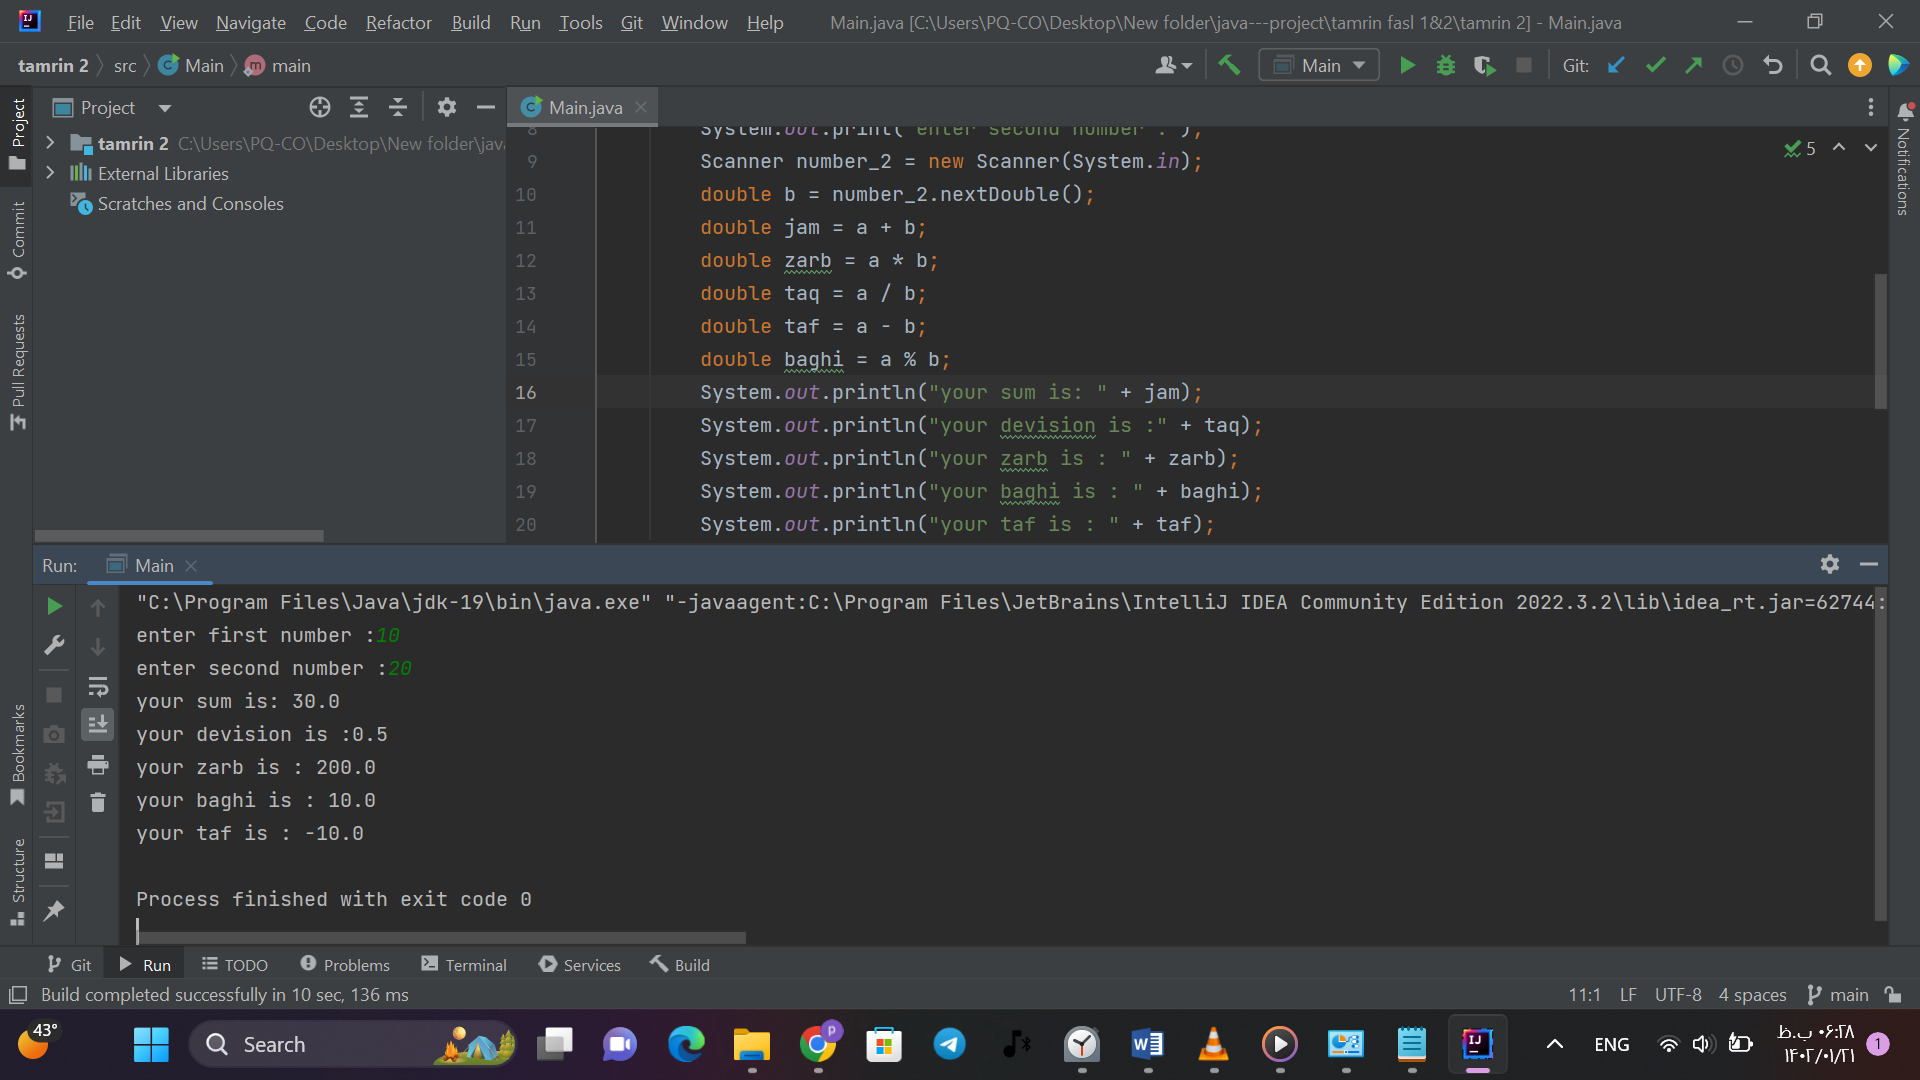 File Edit View Navigate Code Refactor Build Run Tools Git Window Help Main.java [C:\Users\PQ-CO\Desktop\New folder\java---project\tamrin fasl 1&2\tamrin 2] - Main.java
tamrin 2 src Main main
Main Git:
Project
Main.java
tamrin 2 C:\Users\PQ-CO\Desktop\New folder\java
External Libraries
Scratches and Consoles
Project
Commit
Pull Requests
Bookmarks
Structure
Notifications
5
8 System.out.print("enter second number :");
9 Scanner number_2 = new Scanner(System.in);
10 double b = number_2.nextDouble();
11 double jam = a + b;
12 double zarb = a * b;
13 double taq = a / b;
14 double taf = a - b;
15 double baghi = a % b;
16 System.out.println("your sum is: " + jam);
17 System.out.println("your devision is :" + taq);
18 System.out.println("your zarb is : " + zarb);
19 System.out.println("your baghi is : " + baghi);
20 System.out.println("your taf is : " + taf);
Run: Main
"C:\Program Files\Java\jdk-19\bin\java.exe" "-javaagent:C:\Program Files\JetBrains\IntelliJ IDEA Community Edition 2022.3.2\lib\idea_rt.jar=62744:
enter first number :10
enter second number :20
your sum is: 30.0
your devision is :0.5
your zarb is : 200.0
your baghi is : 10.0
your taf is : -10.0
Process finished with exit code 0
Git Run TODO Problems Terminal Services Build
Build completed successfully in 10 sec, 136 ms
11:1 LF UTF-8 4 spaces main
43°
Search
ENG
۰۶:۲۸ ب.ظ
۱۴۰۲/۰۱/۲۱
1